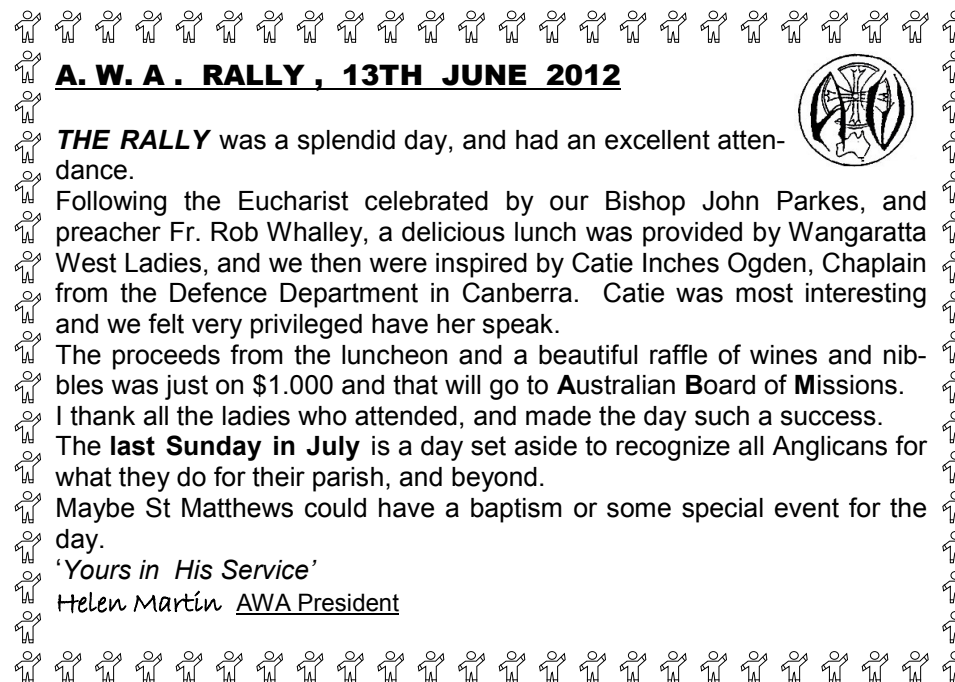 A. W. A . RALLY , 13TH JUNE 2012
THE RALLY was a splendid day, and had an excellent atten-
dance.
Following the Eucharist celebrated by our Bishop John Parkes, and
preacher Fr. Rob Whalley, a delicious lunch was provided by Wangaratta
West Ladies, and we then were inspired by Catie Inches Ogden, Chaplain
from the Defence Department in Canberra. Catie was most interesting
and we felt very privileged have her speak.
The proceeds from the luncheon and a beautiful raffle of wines and nib-
bles was just on $1.000 and that will go to Australian Board of Missions.
I thank all the ladies who attended, and made the day such a success.
The last Sunday in July is a day set aside to recognize all Anglicans for
what they do for their parish, and beyond.
Maybe St Matthews could have a baptism or some special event for the
day.
‘Yours in His Service’
Helen Martin AWA President